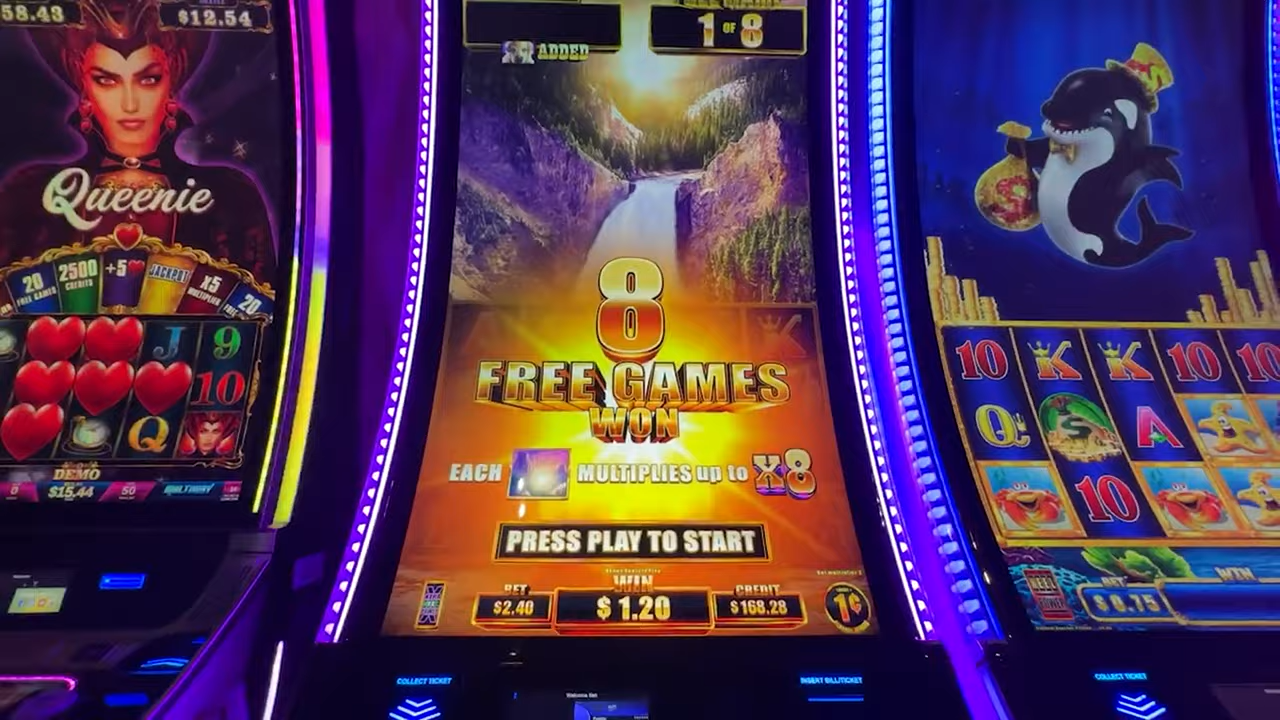 58.43
$12.54
Queenie
20
FREE GAMES
2500
CREDITS
+5
JACKPOT
X5
MULTIPLIER
20
J
9
10
Q
DEMO
0
$15.44
50
1 OF 8
ADDED
8
FREE GAMES
WON
EACH MULTIPLIES up to X8
PRESS PLAY TO START
BET
$2.40
WIN
$1.20
CREDIT
$168.28
1¢
COLLECT TICKET
INSERT BILL/TICKET
10
K
K
10
10
Q
A
10
BET
$0.75
WIN
COLLECT TICKET